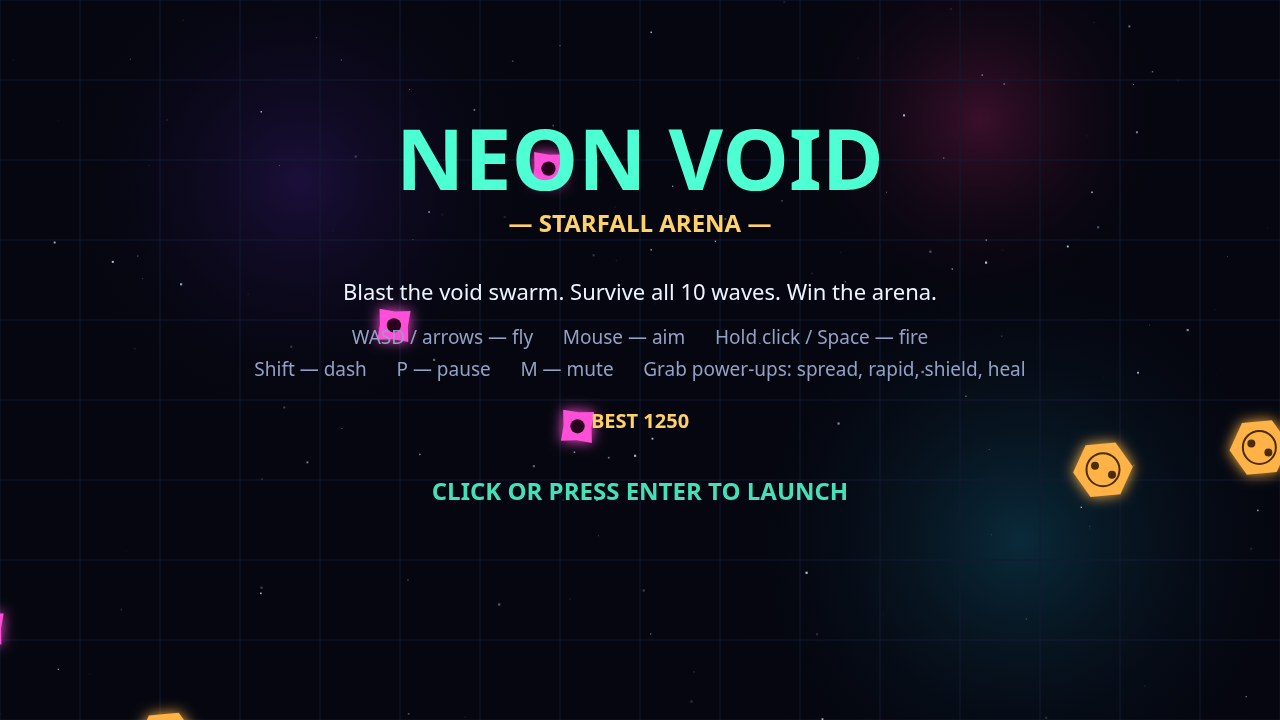 NEON VOID
— STARFALL ARENA —
Blast the void swarm. Survive all 10 waves. Win the arena.
WASD / arrows — fly Mouse — aim Hold click / Space — fire
Shift — dash P — pause M — mute Grab power-ups: spread, rapid, shield, heal
BEST 1250
CLICK OR PRESS ENTER TO LAUNCH